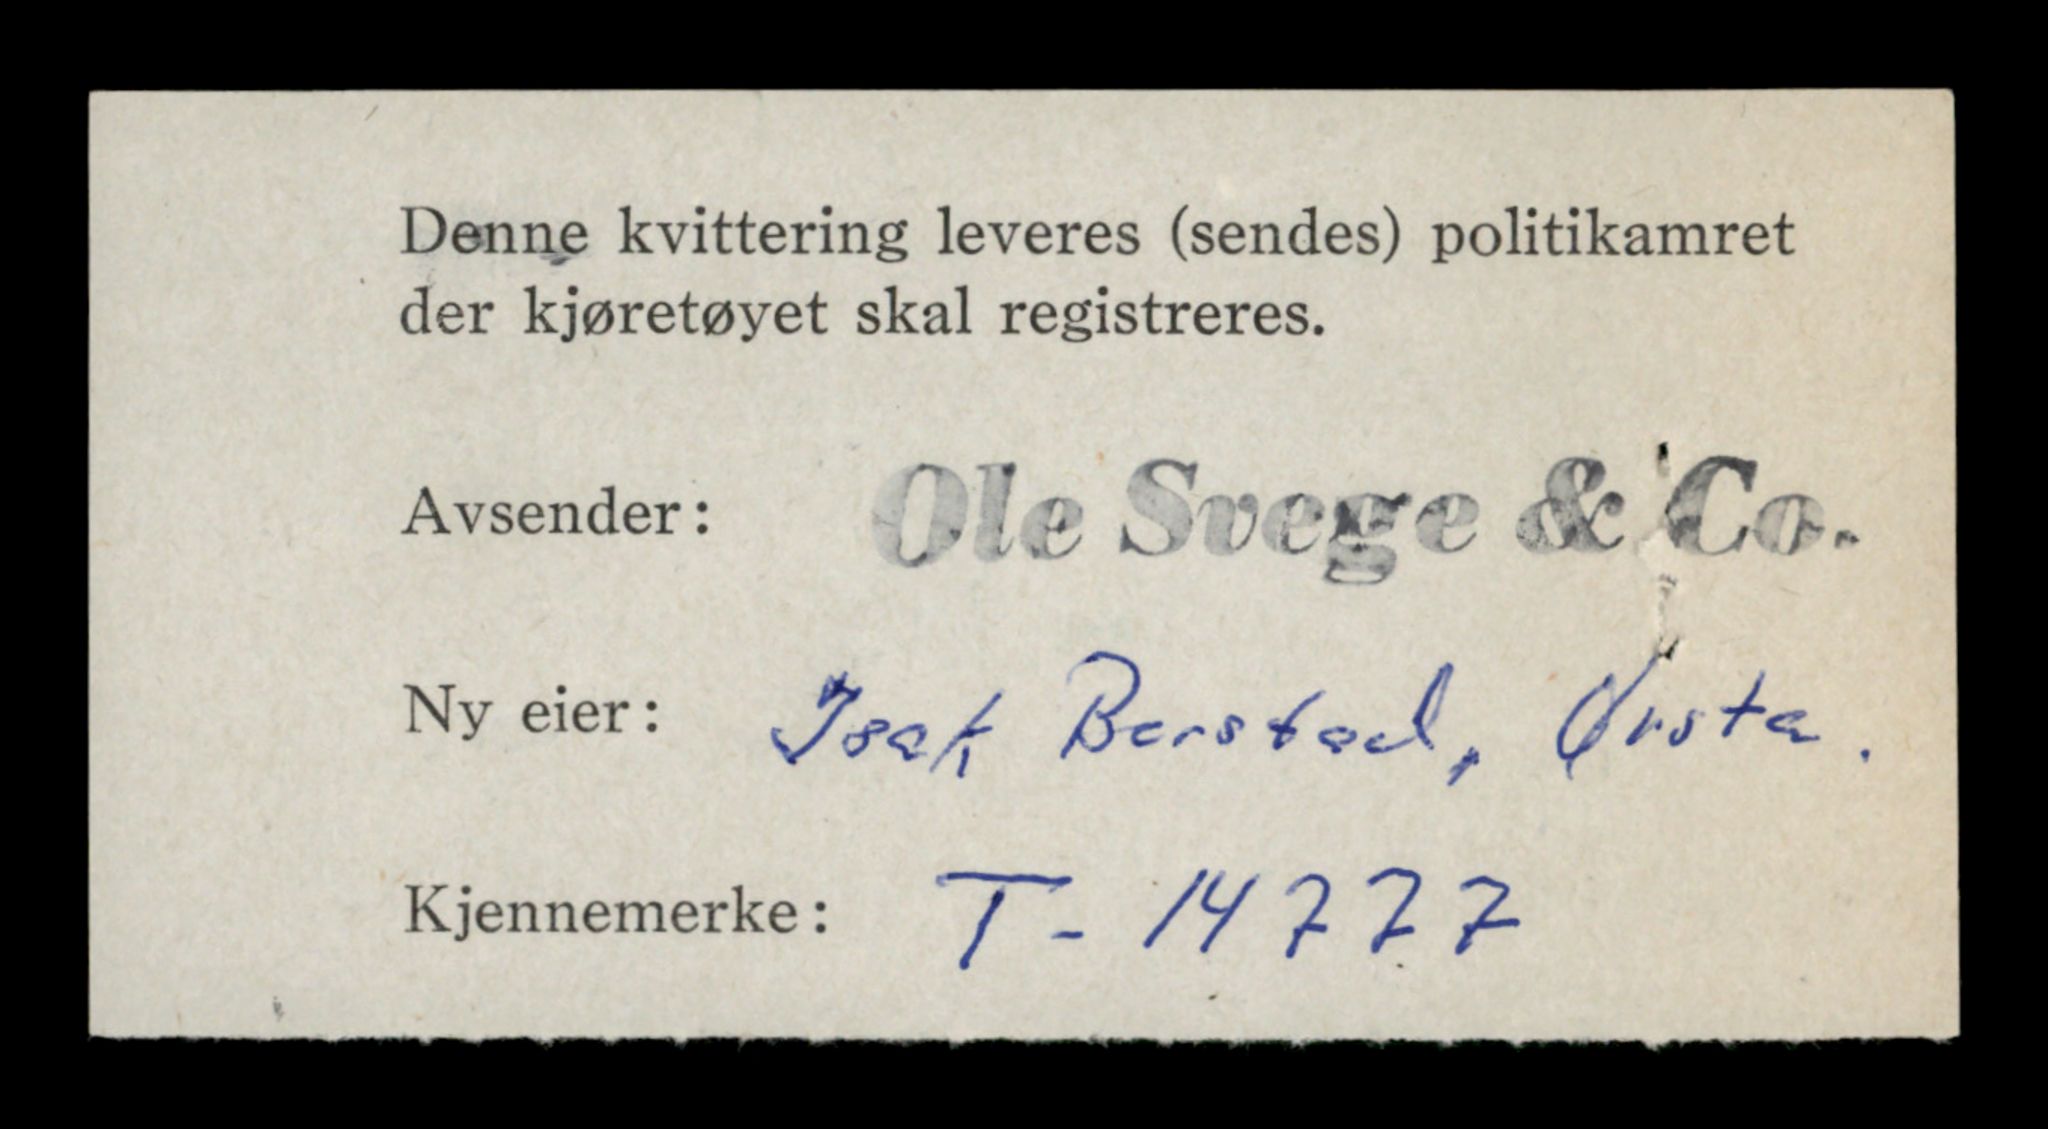 Denne kvittering leveres (sendes) politikamret
der kjøretøyet skal registreres.
Avsender: Ole Svege & Co.
Ny eier: Isak Barstad, Ørsta.
Kjennemerke: T-14777